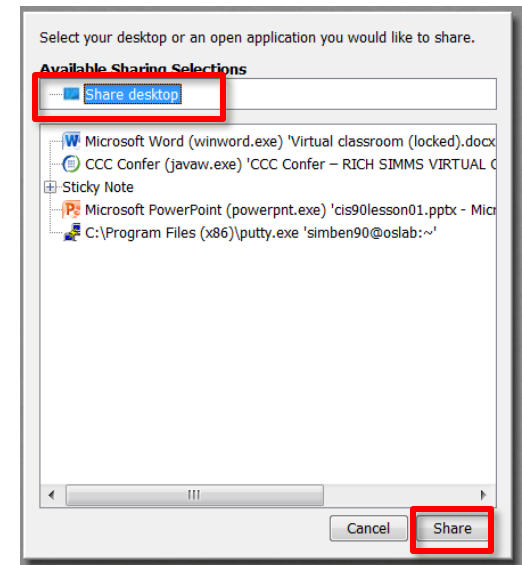 Select your desktop or an open application you would like to share.
Available Sharing Selections
Share desktop
Microsoft Word (winword.exe) 'Virtual classroom (locked).docx
CCC Confer (javaw.exe) 'CCC Confer – RICH SIMMS VIRTUAL
Sticky Note
Microsoft PowerPoint (powerpnt.exe) 'cis90lesson01.pptx - Micr
C:\Program Files (x86)\putty.exe 'simben90@oslab:~'
Cancel
Share